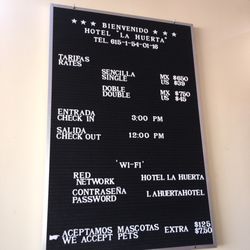 ★ ★ ★ BIENVENIDO ★ ★ ★
HOTEL "LA HUERTA"
TEL. 615-1-54-01-16
TARIFAS
RATES
SENCILLA MX $650
SINGLE US $39
DOBLE MX $750
DOUBLE US $45
ENTRADA
CHECK IN 3:00 PM
SALIDA
CHECK OUT 12:00 PM
"WI-FI"
RED
NETWORK HOTEL LA HUERTA
CONTRASEÑA
PASSWORD LAHUERTAHOTEL
ACEPTAMOS MASCOTAS EXTRA $125
WE ACCEPT PETS $7.50